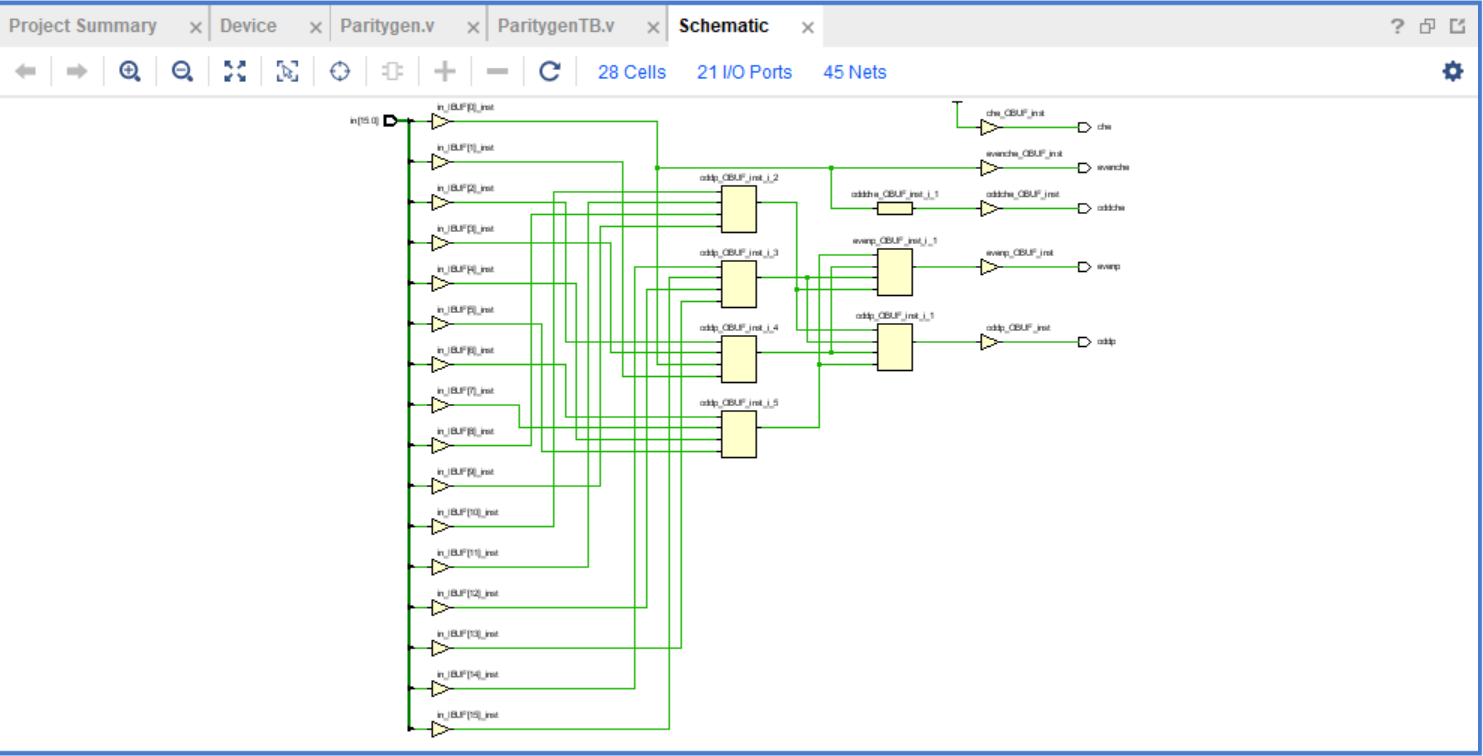 Project Summary × Device × Paritygen.v × ParitygenTB.v × Schematic × ?
28 Cells 21 I/O Ports 45 Nets
in[15:0]
in_IBUF[0]_inst
in_IBUF[1]_inst
in_IBUF[2]_inst
in_IBUF[3]_inst
in_IBUF[4]_inst
in_IBUF[5]_inst
in_IBUF[6]_inst
in_IBUF[7]_inst
in_IBUF[8]_inst
in_IBUF[9]_inst
in_IBUF[10]_inst
in_IBUF[11]_inst
in_IBUF[12]_inst
in_IBUF[13]_inst
in_IBUF[14]_inst
in_IBUF[15]_inst
oddp_OBUF_inst_i_2
oddp_OBUF_inst_i_3
oddp_OBUF_inst_i_4
oddp_OBUF_inst_i_5
oddche_OBUF_inst_i_1
evenp_OBUF_inst_i_1
oddp_OBUF_inst_i_1
che_OBUF_inst
che
evenche_OBUF_inst
evenche
oddche_OBUF_inst
oddche
evenp_OBUF_inst
evenp
oddp_OBUF_inst
oddp